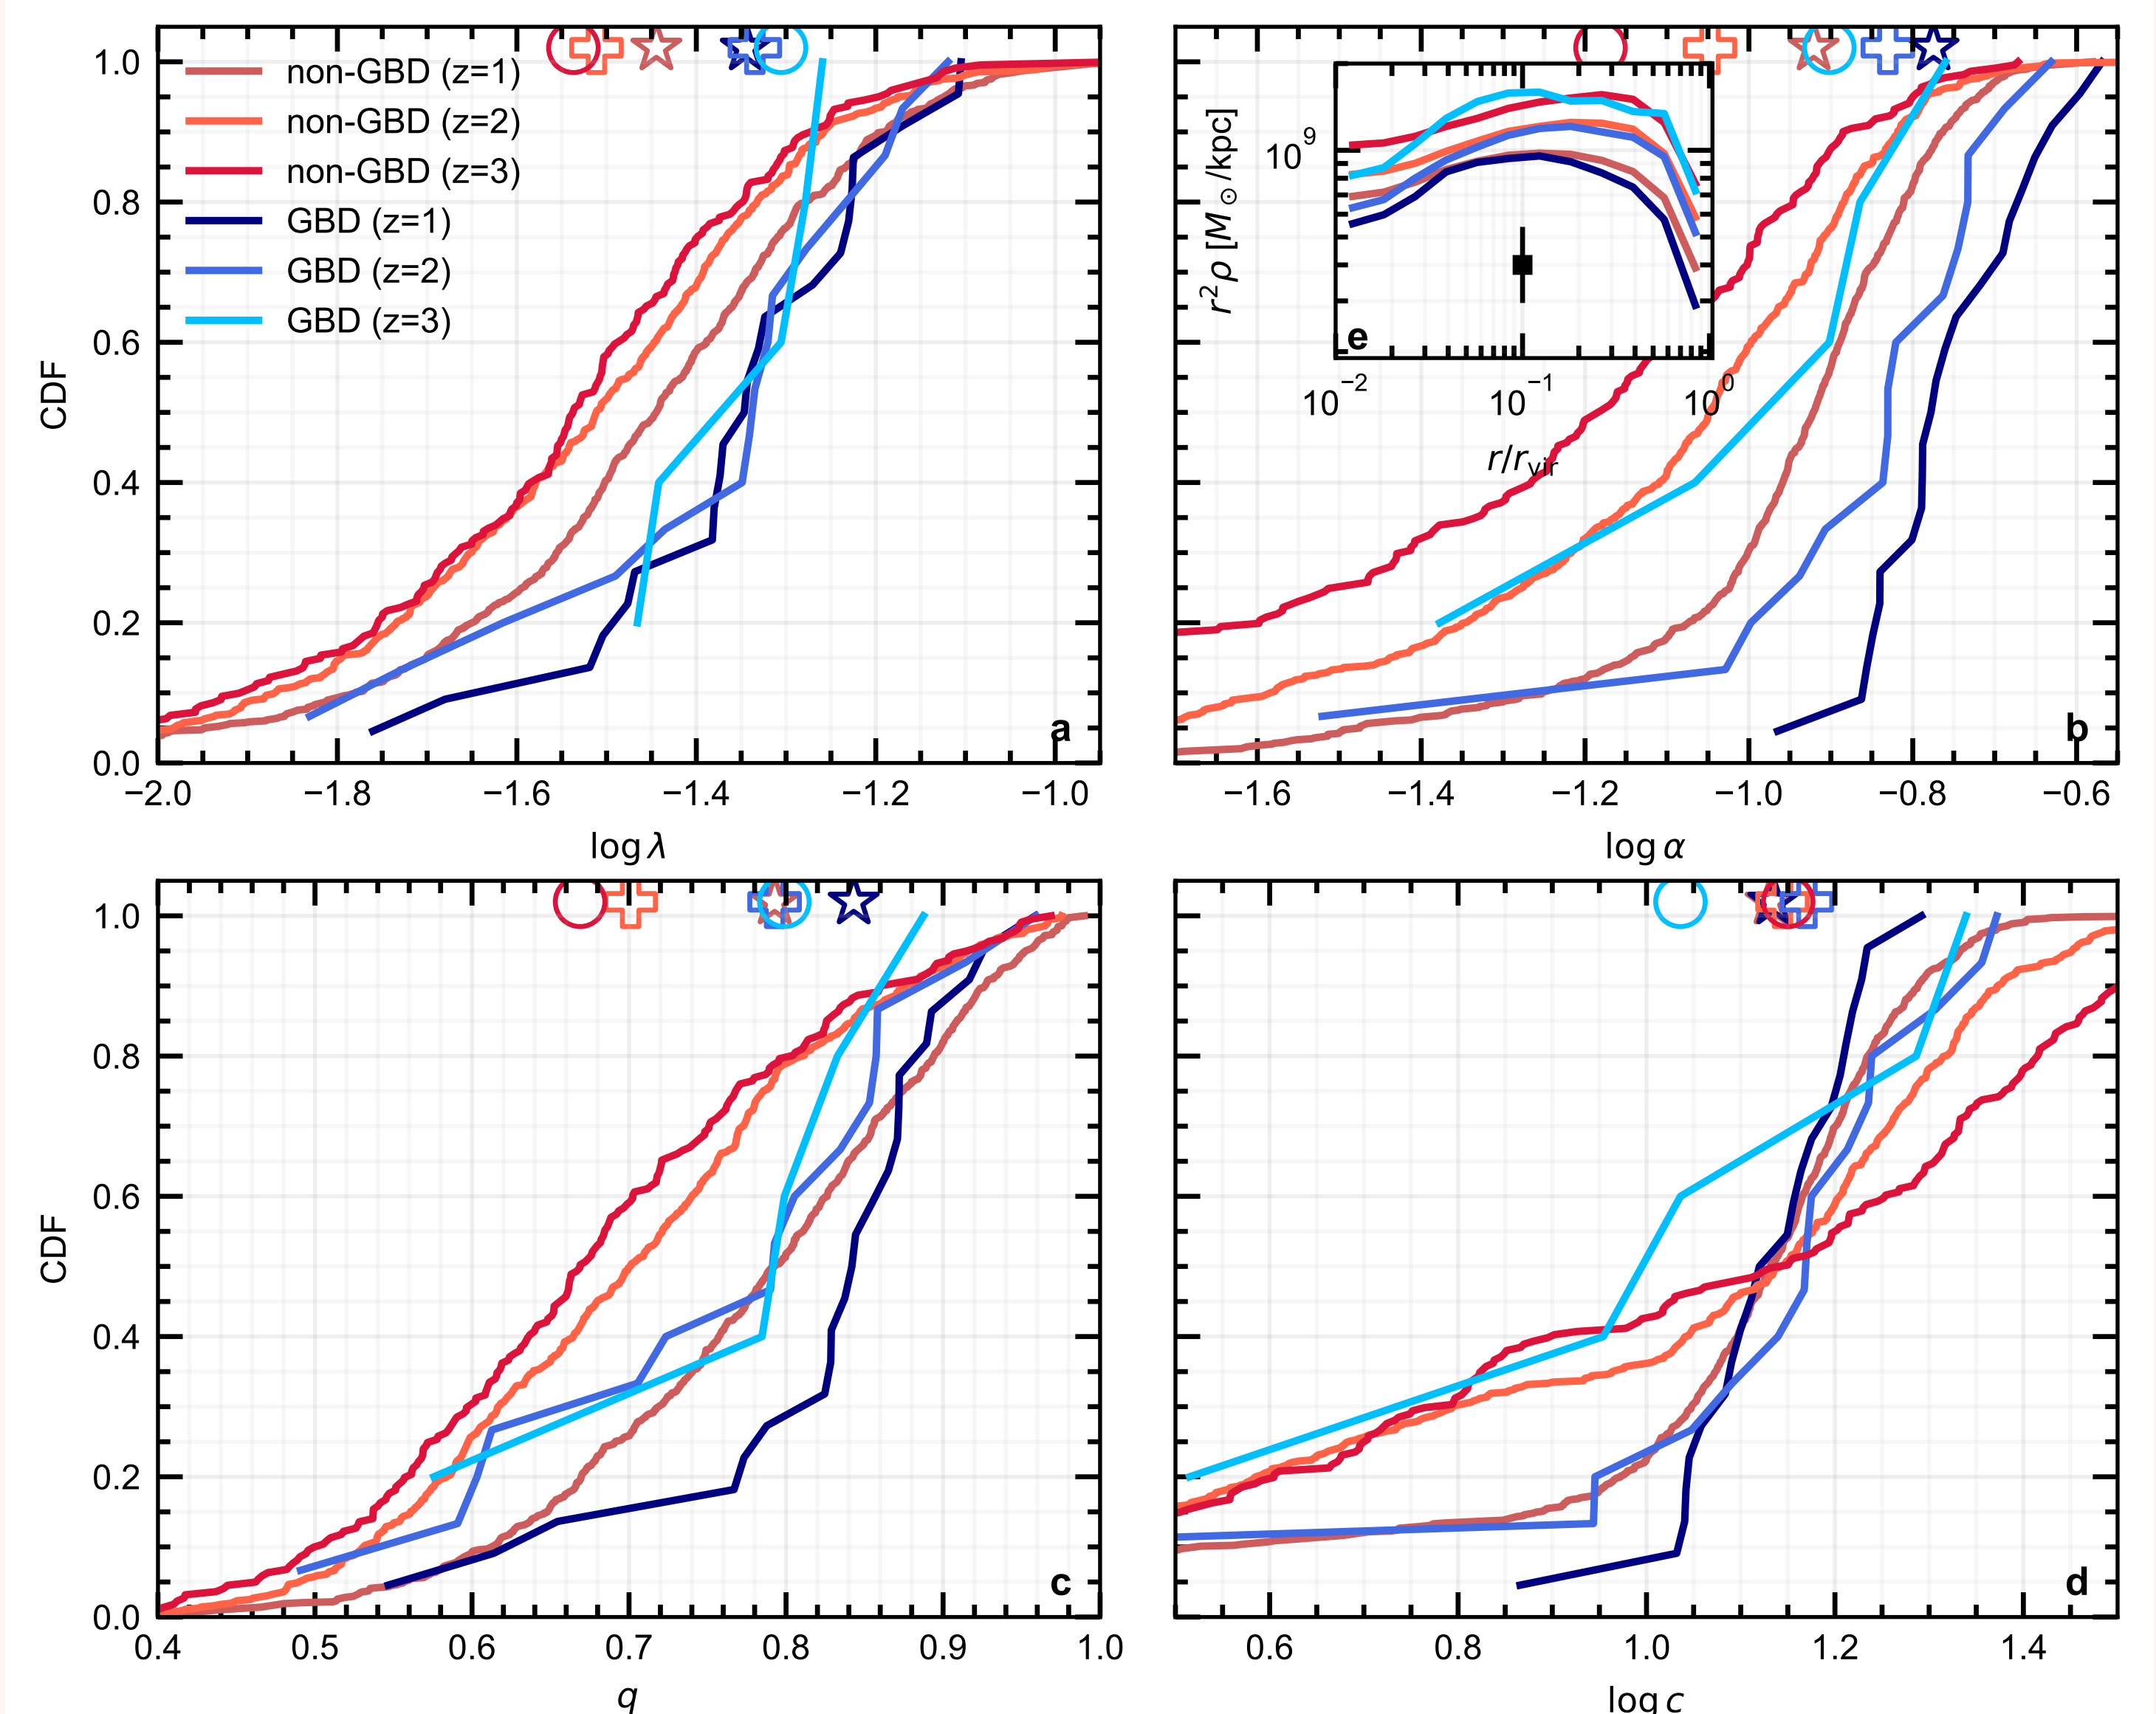 non-GBD (z=1)
non-GBD (z=2)
non-GBD (z=3)
GBD (z=1)
GBD (z=2)
GBD (z=3)
CDF
1.0
0.8
0.6
0.4
0.2
0.0
−2.0 −1.8 −1.6 −1.4 −1.2 −1.0
log λ
a
r²ρ [M☉/kpc]
10⁹
e
10⁻² 10⁻¹ 10⁰
r/r_vir
b
−1.6 −1.4 −1.2 −1.0 −0.8 −0.6
log α
CDF
1.0
0.8
0.6
0.4
0.2
0.0
c
0.4 0.5 0.6 0.7 0.8 0.9 1.0
q
d
0.6 0.8 1.0 1.2 1.4
log c